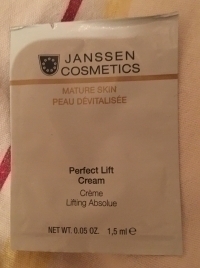 JANSSEN
COSMETICS
MATURE SKIN
PEAU DÉVITALISÉE
Perfect Lift
Cream
Crème
Lifting Absolue
NET WT. 0.05 OZ. 1,5 ml ℮